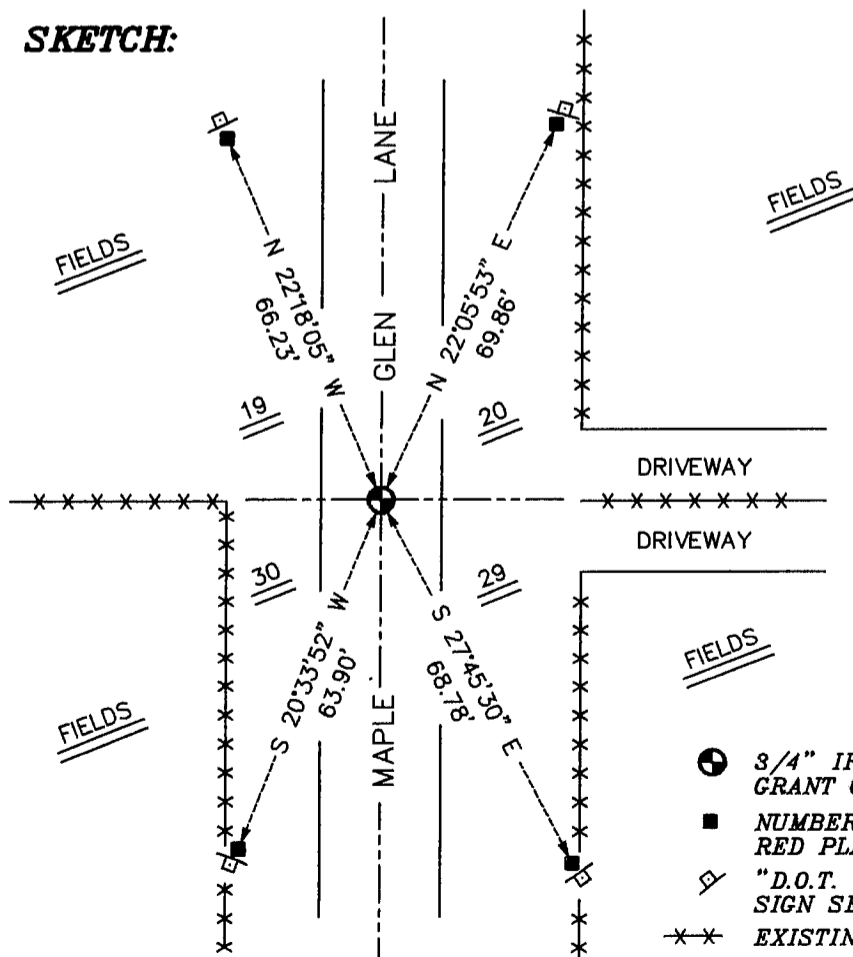 SKETCH:
LANE
GLEN
MAPLE
FIELDS
FIELDS
N 22°18'05" W
66.23'
N 22°05'53" E
69.86'
19
20
DRIVEWAY
DRIVEWAY
30
29
S 20°33'52" W
63.90'
S 27°45'30" E
68.78'
FIELDS
FIELDS
3/4"
GRANT
NUMBER
RED
"D.O.T.
SIGN
EXISTIN